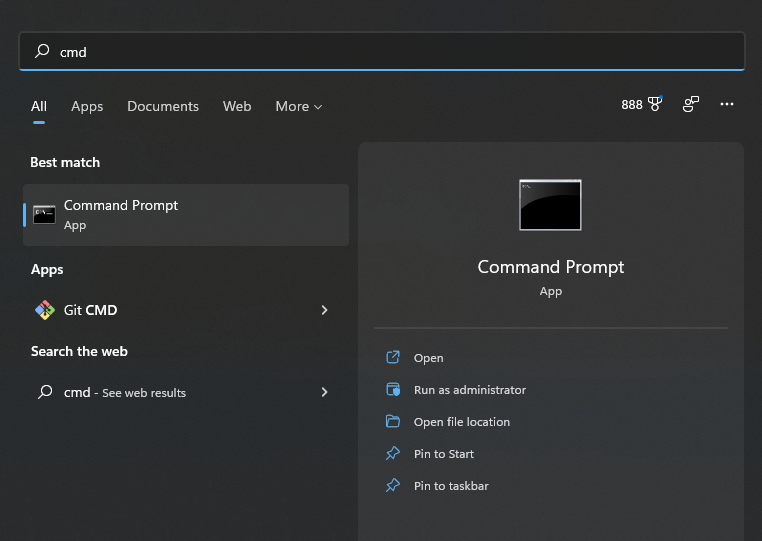 cmd
All Apps Documents Web More
888
Best match
Command Prompt
App
Apps
Git CMD
Search the web
cmd - See web results
Command Prompt
App
Open
Run as administrator
Open file location
Pin to Start
Pin to taskbar